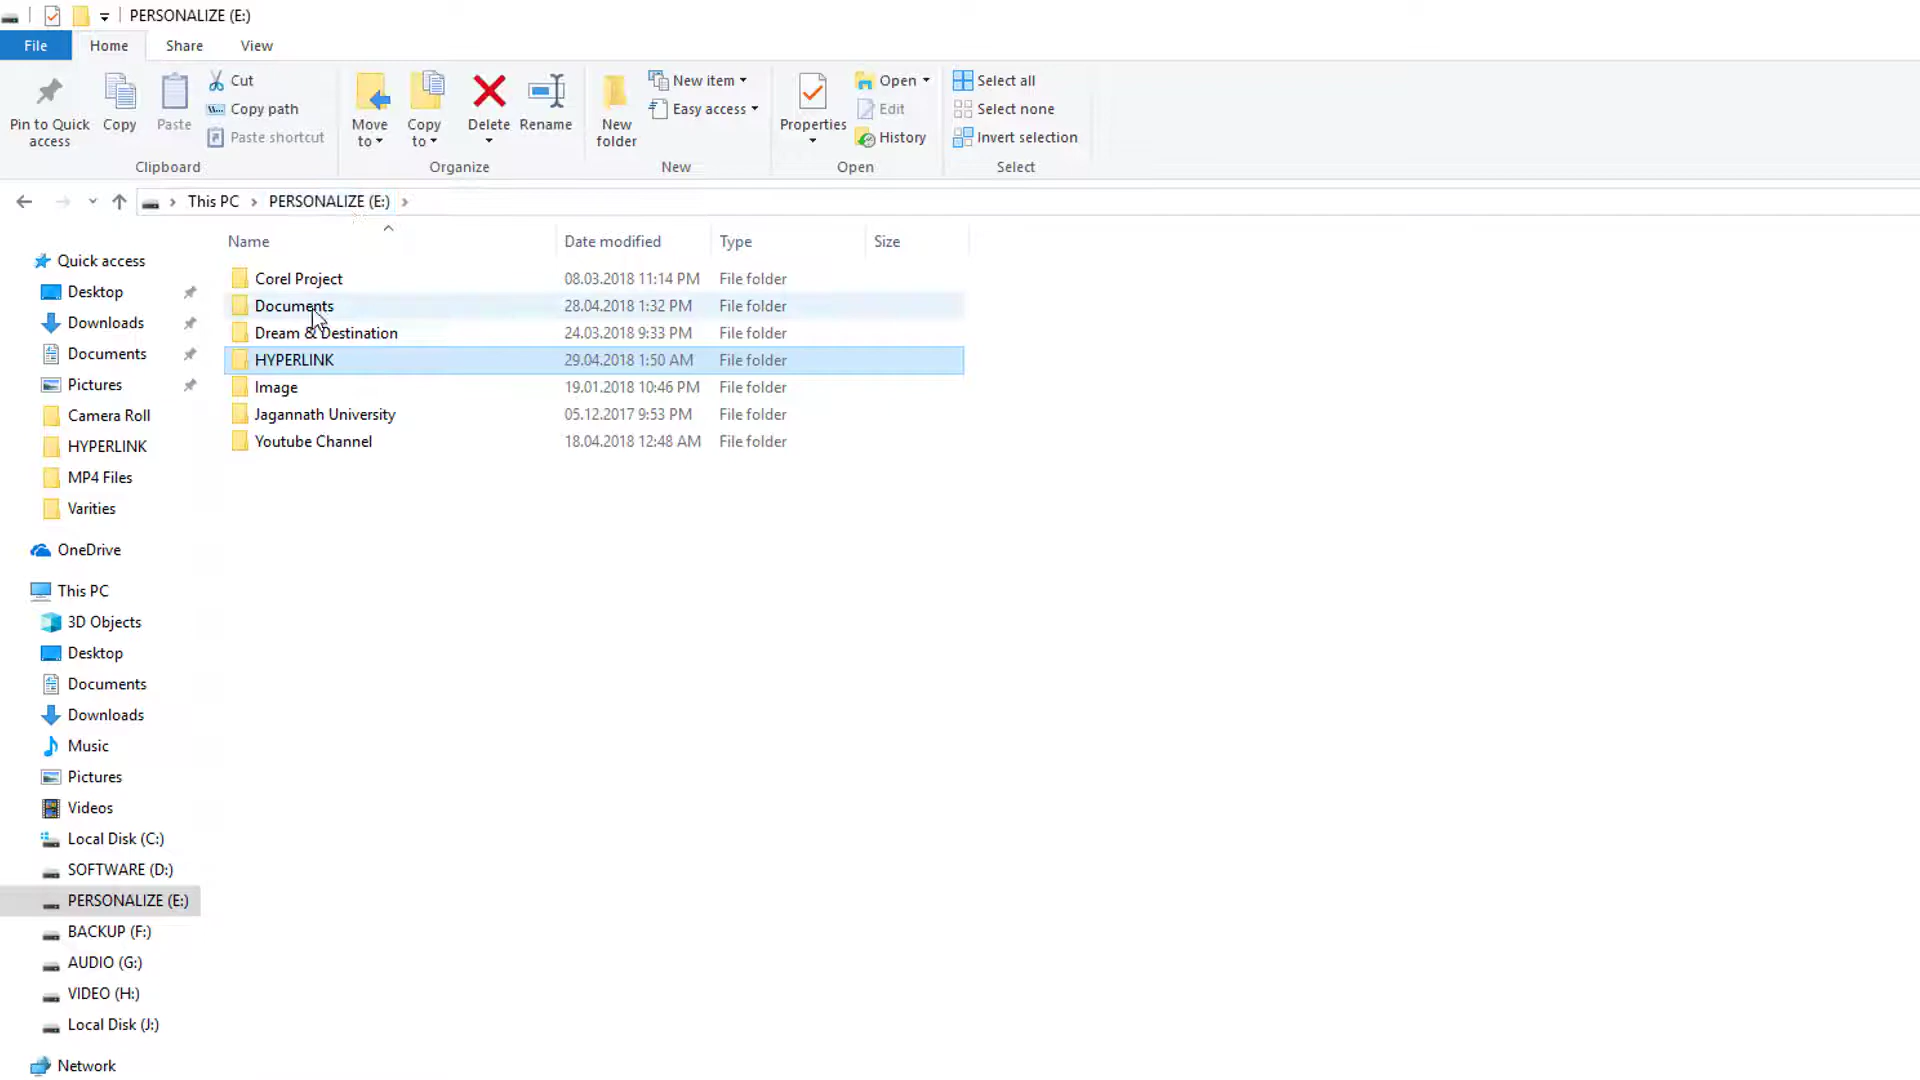 PERSONALIZE (E:)
File Home Share View
Pin to Quick access
Copy
Paste
Cut
Copy path
Paste shortcut
Clipboard
Move to
Copy to
Delete
Rename
Organize
New folder
New item
Easy access
New
Properties
Open
Edit
History
Open
Select all
Select none
Invert selection
Select
This PC > PERSONALIZE (E:) >
Name Date modified Type Size
Corel Project 08.03.2018 11:14 PM File folder
Documents 28.04.2018 1:32 PM File folder
Dream & Destination 24.03.2018 9:33 PM File folder
HYPERLINK 29.04.2018 1:50 AM File folder
Image 19.01.2018 10:46 PM File folder
Jagannath University 05.12.2017 9:53 PM File folder
Youtube Channel 18.04.2018 12:48 AM File folder
Quick access
Desktop
Downloads
Documents
Pictures
Camera Roll
HYPERLINK
MP4 Files
Varities
OneDrive
This PC
3D Objects
Desktop
Documents
Downloads
Music
Pictures
Videos
Local Disk (C:)
SOFTWARE (D:)
PERSONALIZE (E:)
BACKUP (F:)
AUDIO (G:)
VIDEO (H:)
Local Disk (J:)
Network